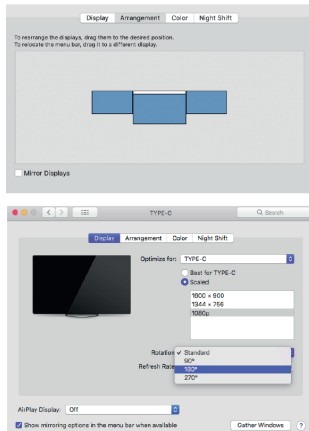 Display Arrangement Color Night Shift
To rearrange the displays, drag them to the desired position.
To relocate the menu bar, drag it to a different display.
Mirror Displays
TYPE-C
Search
Display Arrangement Color Night Shift
Optimize for: TYPE-C
Best for TYPE-C
Scaled
1600 × 900
1344 × 756
1080p
Rotation ✓ Standard
90°
Refresh Rate 180°
270°
AirPlay Display: Off
Show mirroring options in the menu bar when available
Gather Windows ?